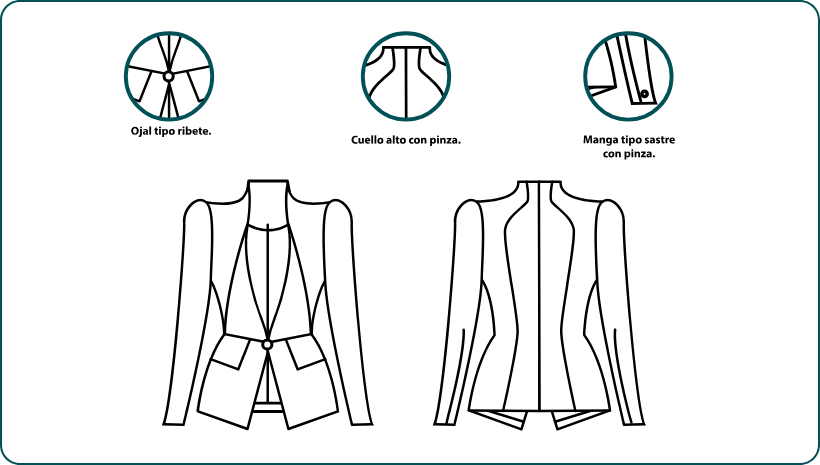 Ojal tipo ribete.
Cuello alto con pinza.
Manga tipo sastre
con pinza.